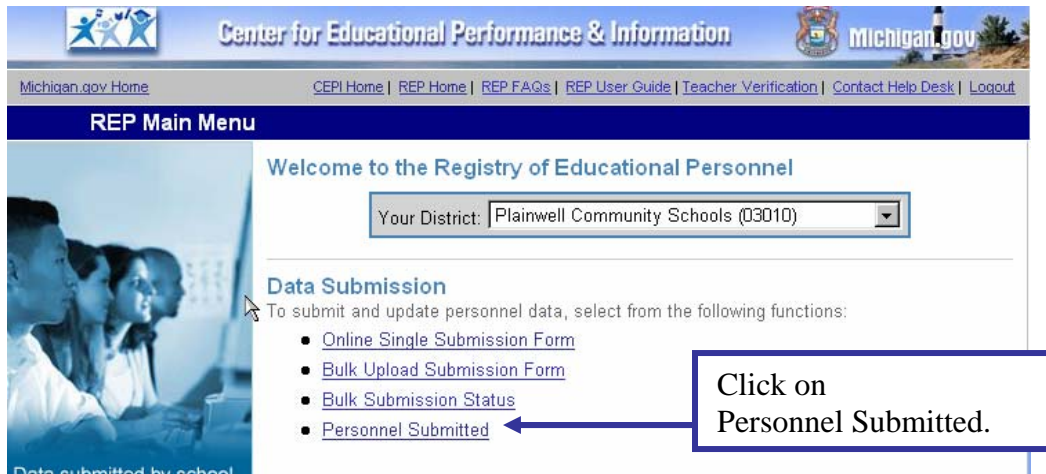 Center for Educational Performance & Information
Michigan.gov
Michigan.gov Home
CEPI Home | REP Home | REP FAQs | REP User Guide | Teacher Verification | Contact Help Desk | Logout
REP Main Menu
Welcome to the Registry of Educational Personnel
Your District: Plainwell Community Schools (03010)
Data Submission
To submit and update personnel data, select from the following functions:
• Online Single Submission Form
• Bulk Upload Submission Form
• Bulk Submission Status
• Personnel Submitted
Click on
Personnel Submitted.
Data submitted by school